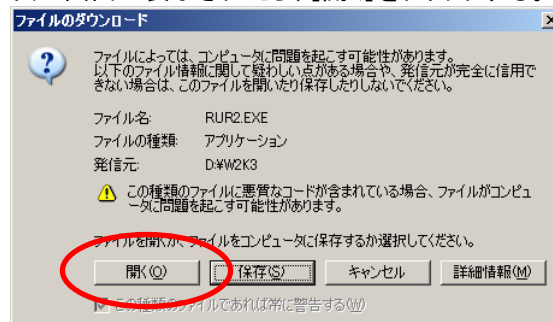 ファイルのダウンロード
ファイルによっては、コンピュータに問題を起こす可能性があります。
以下のファイル情報に関して疑わしい点がある場合や、発信元が完全に信用で
きない場合は、このファイルを開いたり保存したりしないでください。
ファイル名: RUR2.EXE
ファイルの種類: アプリケーション
発信元: D:¥W2K3
この種類のファイルに悪質なコードが含まれている場合、ファイルがコンピュ
ータに問題を起こす可能性があります。
ファイルを開くか、ファイルをコンピュータに保存するか選択してください。
開く(O) 保存(S) キャンセル 詳細情報(M)
この種類のファイルであれば常に警告する(W)